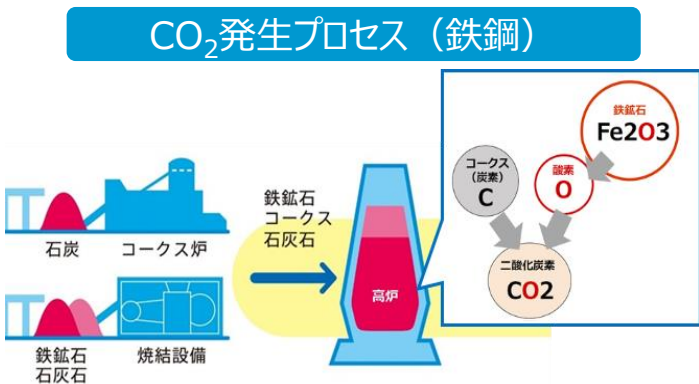 CO2発生プロセス（鉄鋼）
石炭
コークス炉
鉄鉱石
石灰石
焼結設備
鉄鉱石
コークス
石灰石
高炉
鉄鉱石
Fe2O3
コークス
（炭素）
C
酸素
O
二酸化炭素
CO2